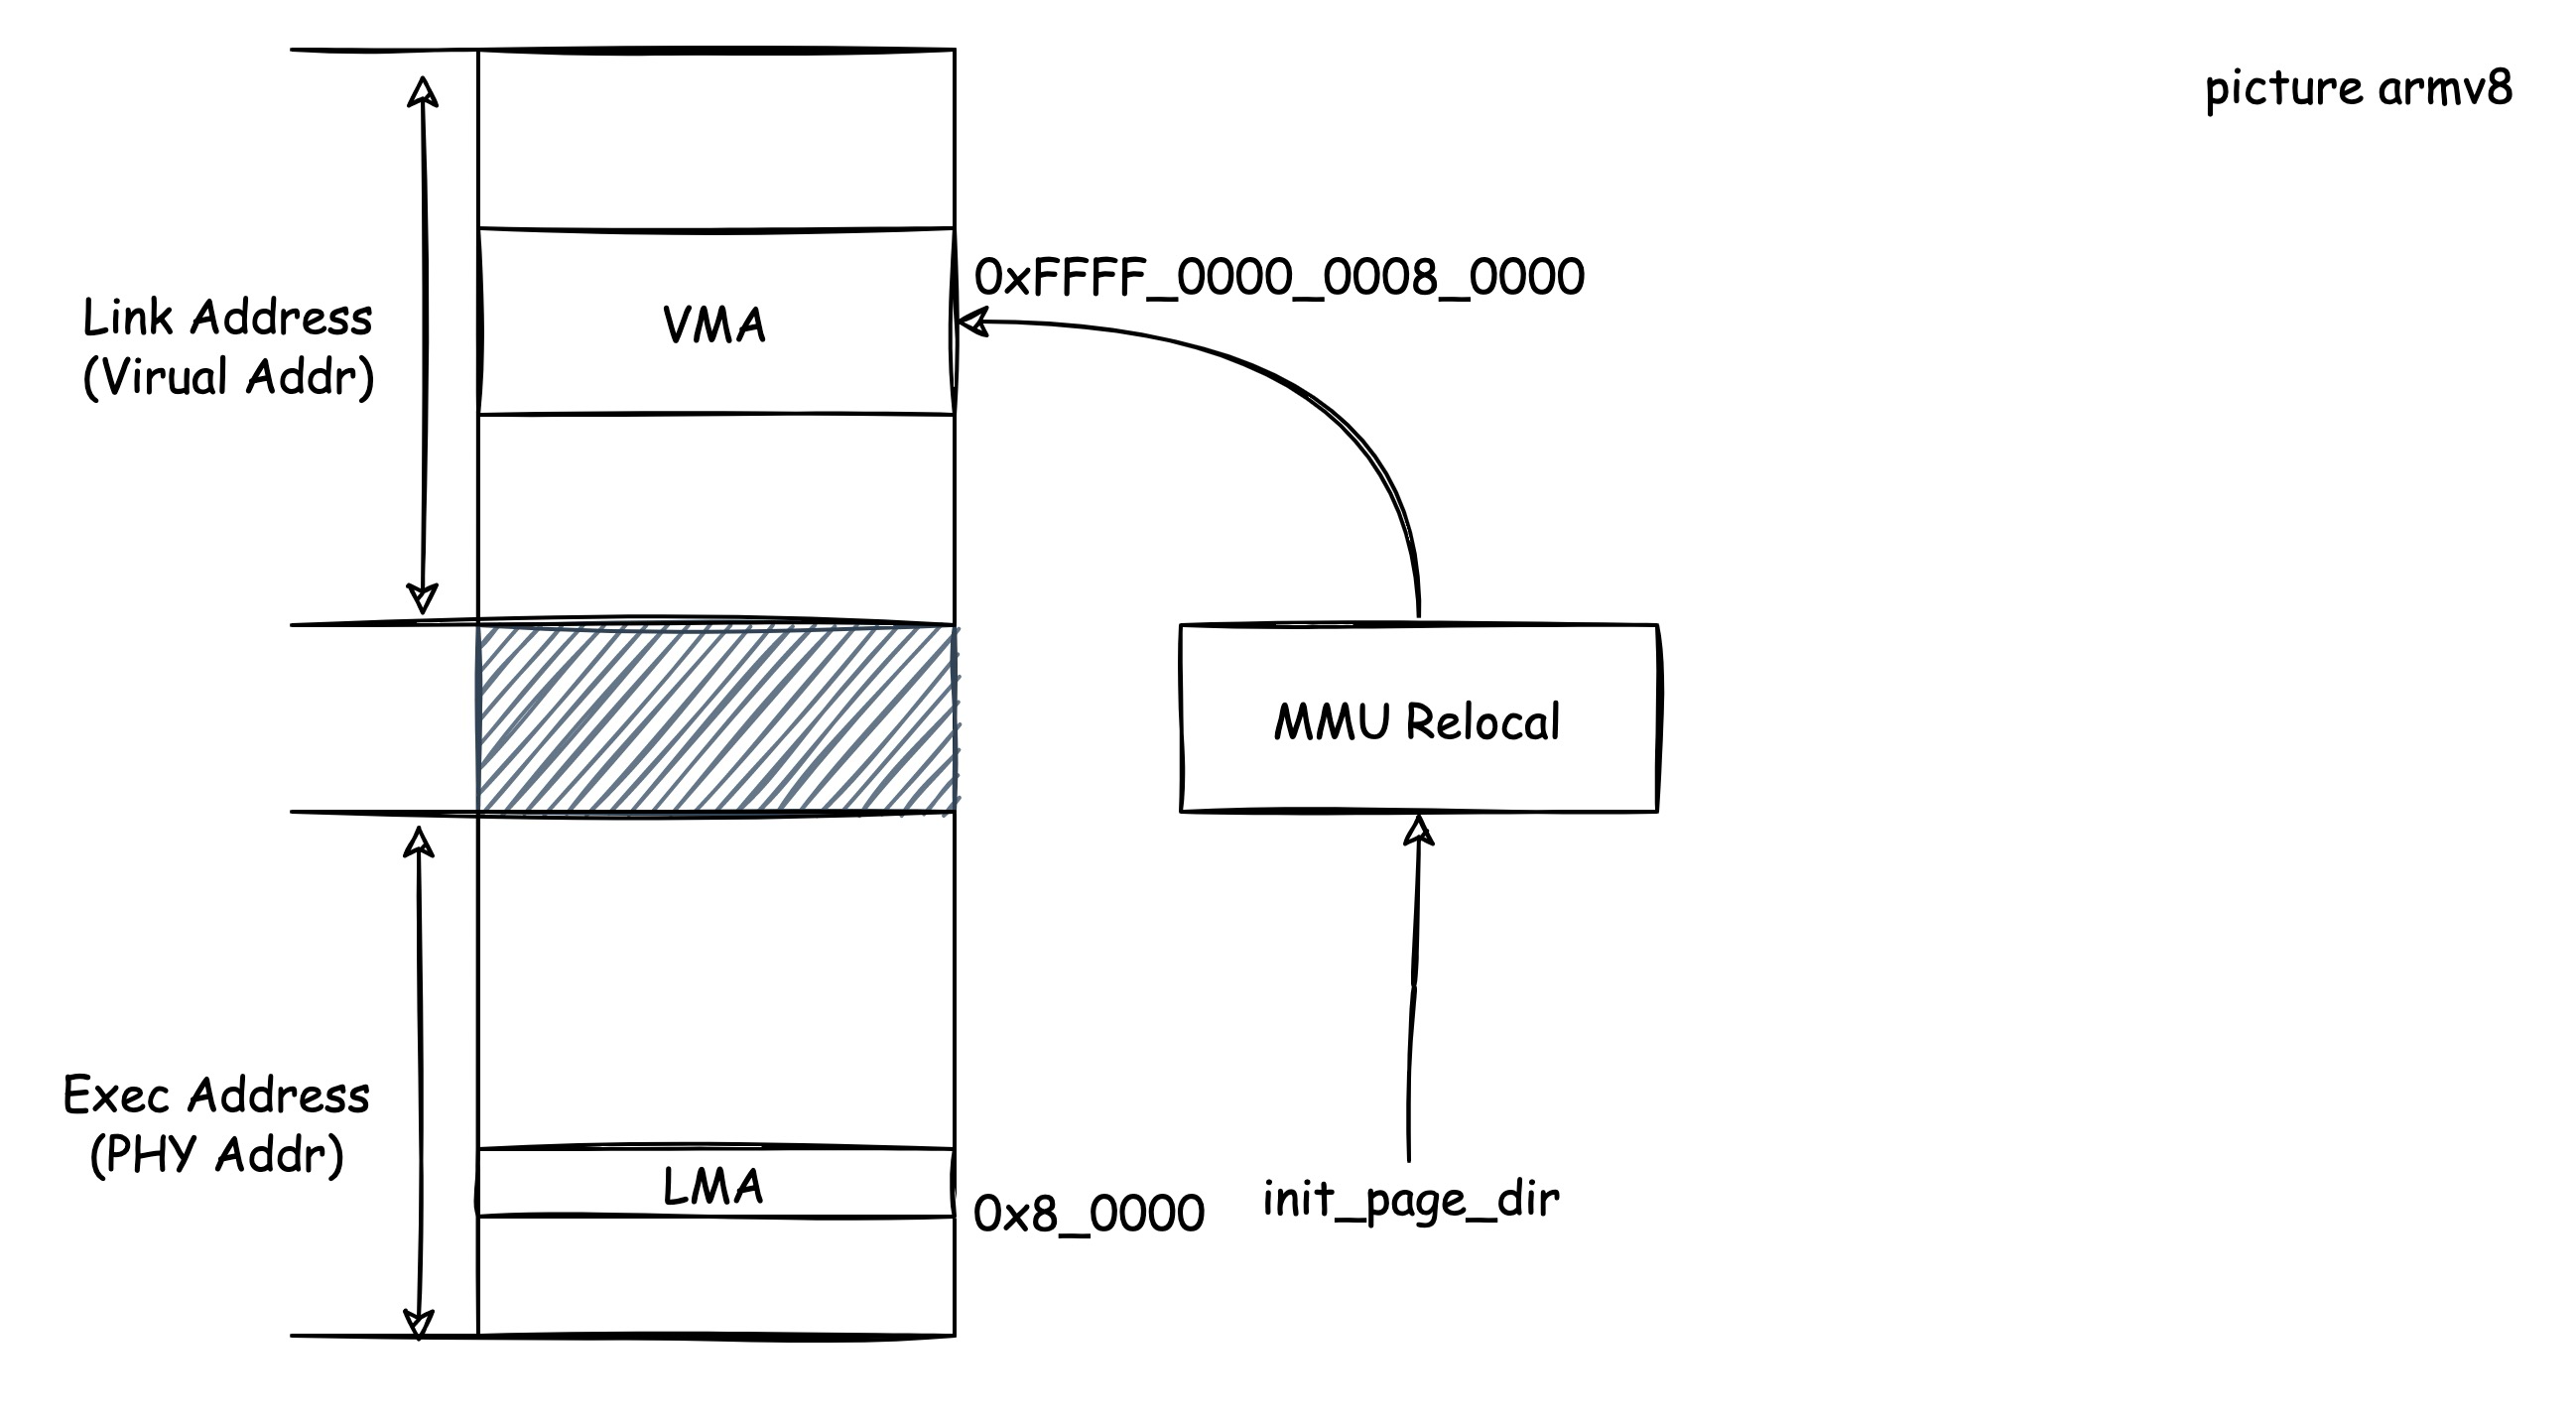 picture armv8
0xFFFF_0000_0008_0000
Link Address
(Virual Addr)
VMA
MMU Relocal
Exec Address
(PHY Addr)
LMA
0x8_0000
init_page_dir